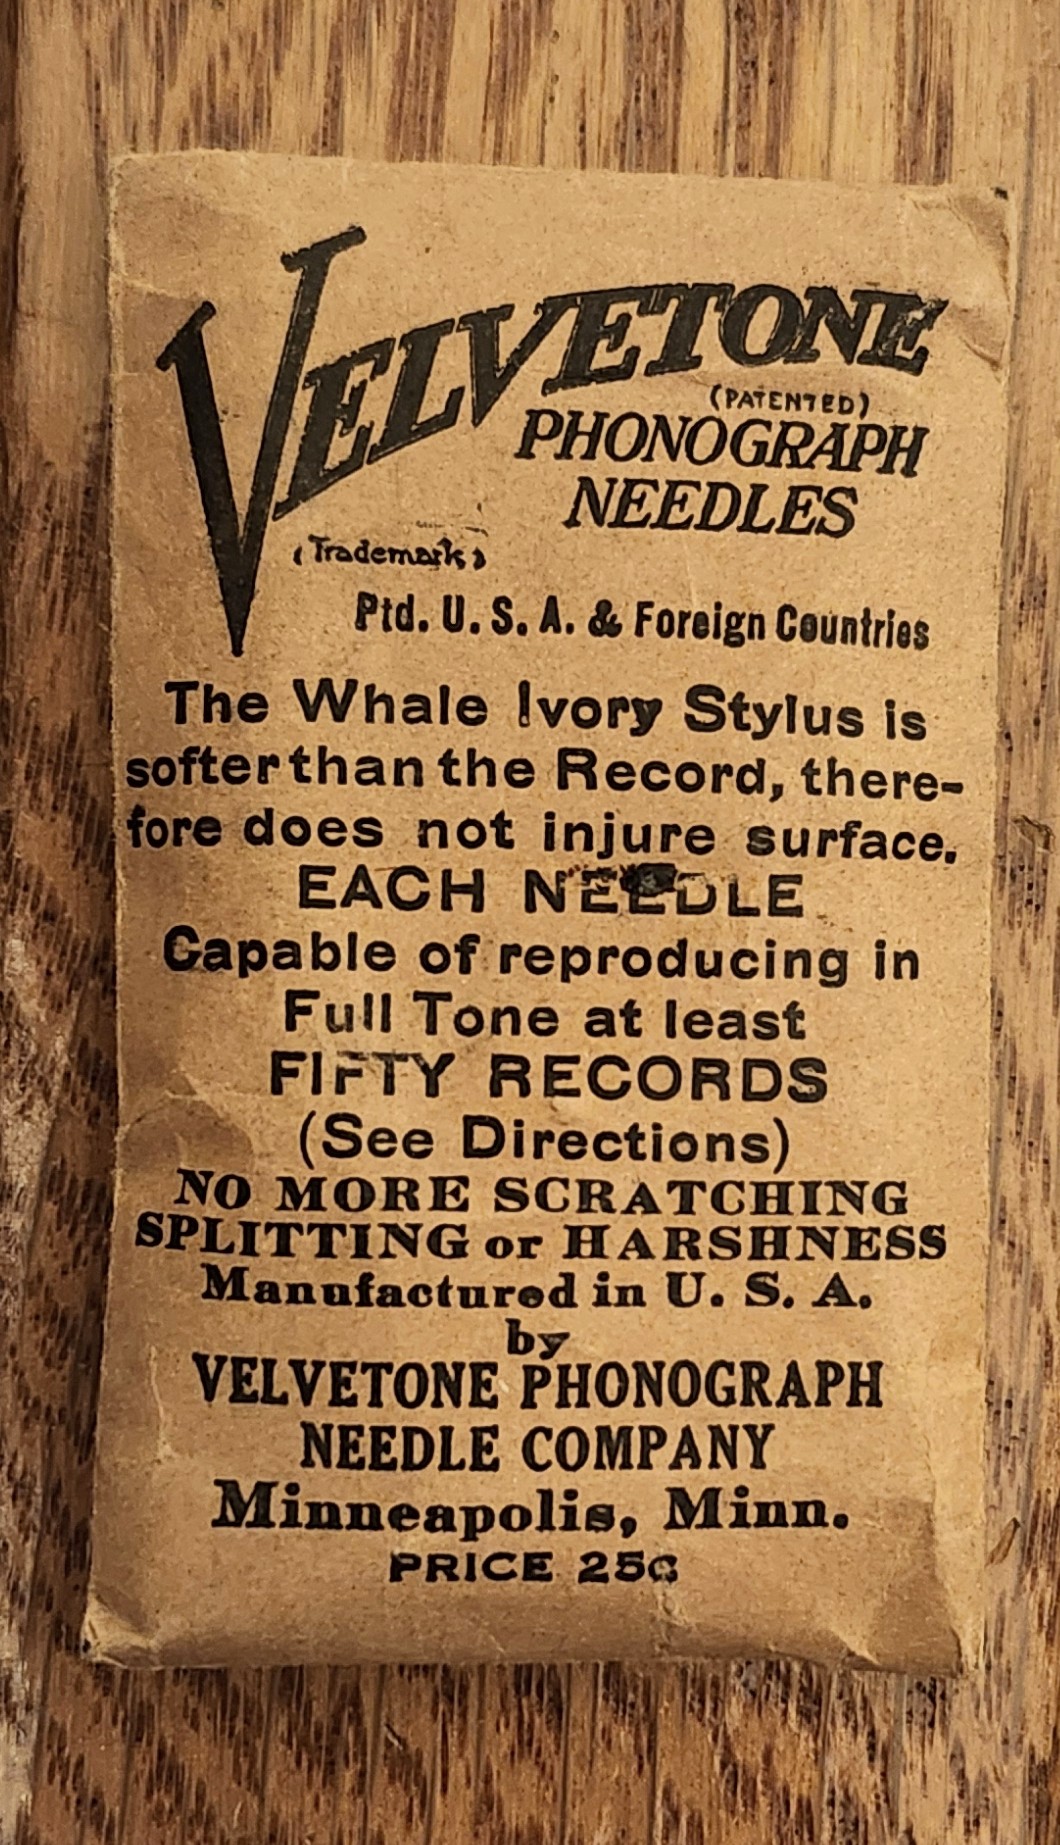 VELVETONE
(PATENTED)
PHONOGRAPH
NEEDLES
(Trademark)
Ptd. U. S. A. & Foreign Countries
The Whale Ivory Stylus is
softer than the Record, there-
fore does not injure surface.
EACH NEEDLE
Capable of reproducing in
Full Tone at least
FIFTY RECORDS
(See Directions)
NO MORE SCRATCHING
SPLITTING or HARSHNESS
Manufactured in U. S. A.
by
VELVETONE PHONOGRAPH
NEEDLE COMPANY
Minneapolis, Minn.
PRICE 25c